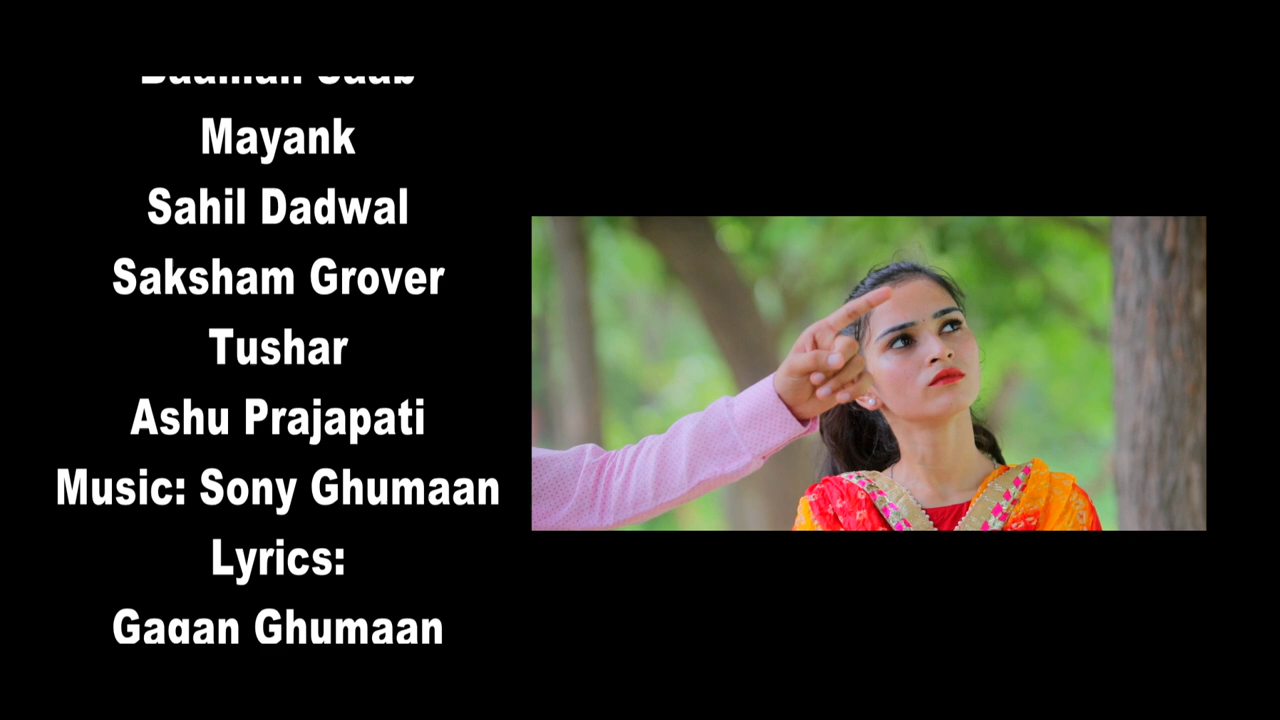 Mayank
Sahil Dadwal
Saksham Grover
Tushar
Ashu Prajapati
Music: Sony Ghumaan
Lyrics:
Gagan Ghumaan